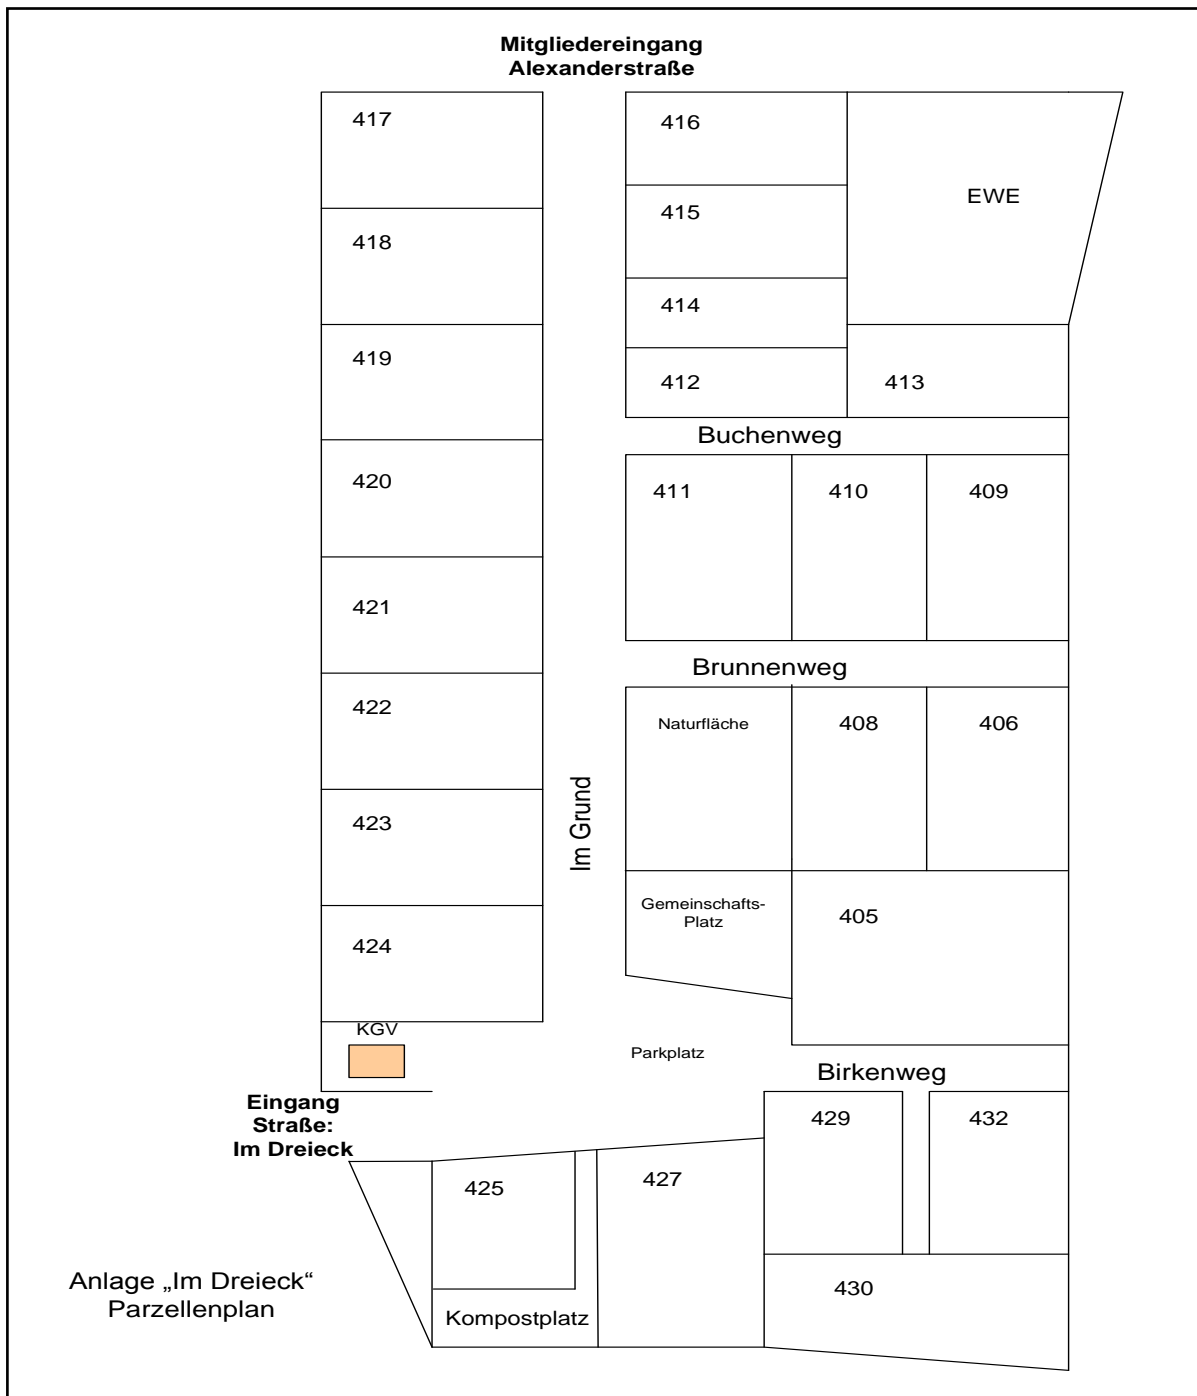 Mitgliedereingang
Alexanderstraße
417
416
EWE
415
418
414
419
412
413
Buchenweg
420
411
410
409
421
Brunnenweg
422
Naturfläche
408
406
Im Grund
423
Gemeinschafts-
Platz
405
424
KGV
Parkplatz
Birkenweg
Eingang
Straße:
Im Dreieck
429
432
425
427
Anlage „Im Dreieck“
Parzellenplan
430
Kompostplatz